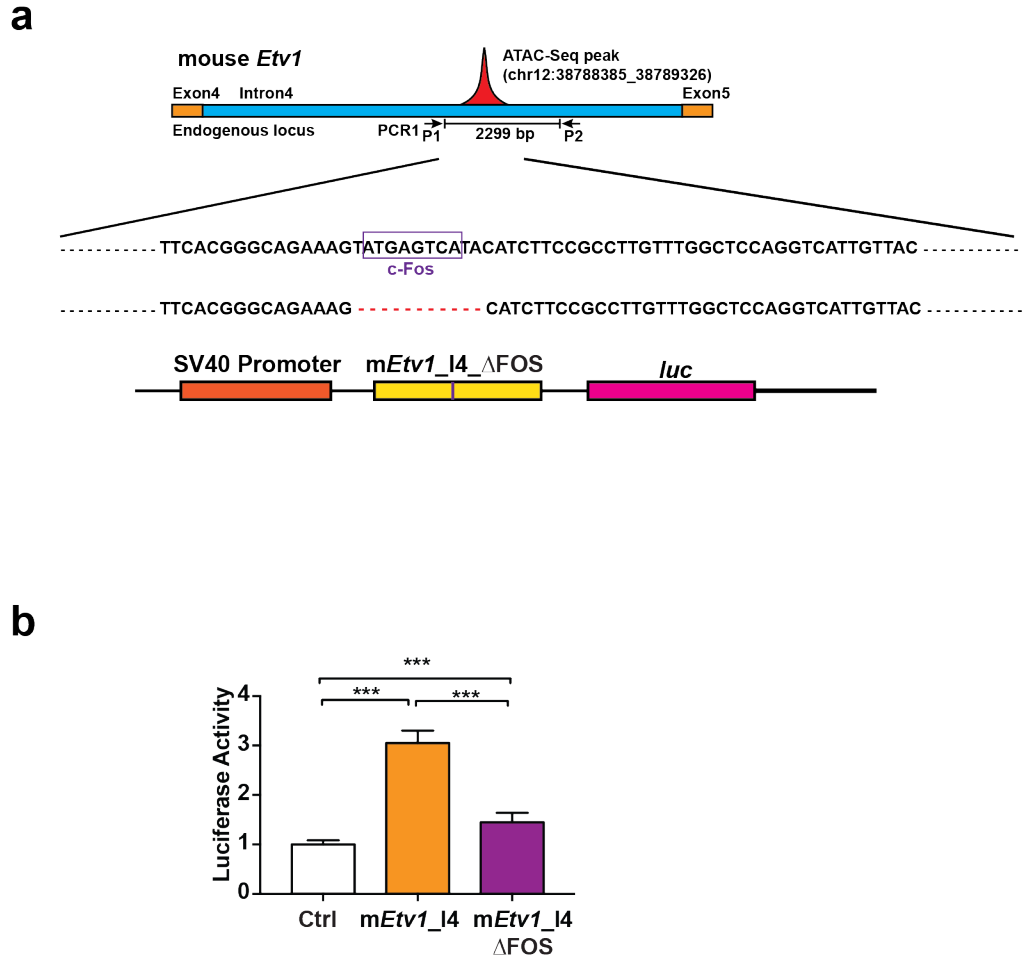 a
mouse Etv1
ATAC-Seq peak
(chr12:38788385_38789326)
Exon4 Intron4 Exon5
Endogenous locus PCR1 P1 2299 bp P2
TTCACGGGCAGAAAGTATGAGTCATACATCTTCCGCCTTGTTTGGCTCCAGGTCATTGTTAC
c-Fos
TTCACGGGCAGAAAG CATCTTCCGCCTTGTTTGGCTCCAGGTCATTGTTAC
SV40 Promoter mEtv1_I4_ΔFOS luc
b
***
*** ***
Luciferase Activity
4
3
2
1
0
Ctrl mEtv1_I4 mEtv1_I4
ΔFOS